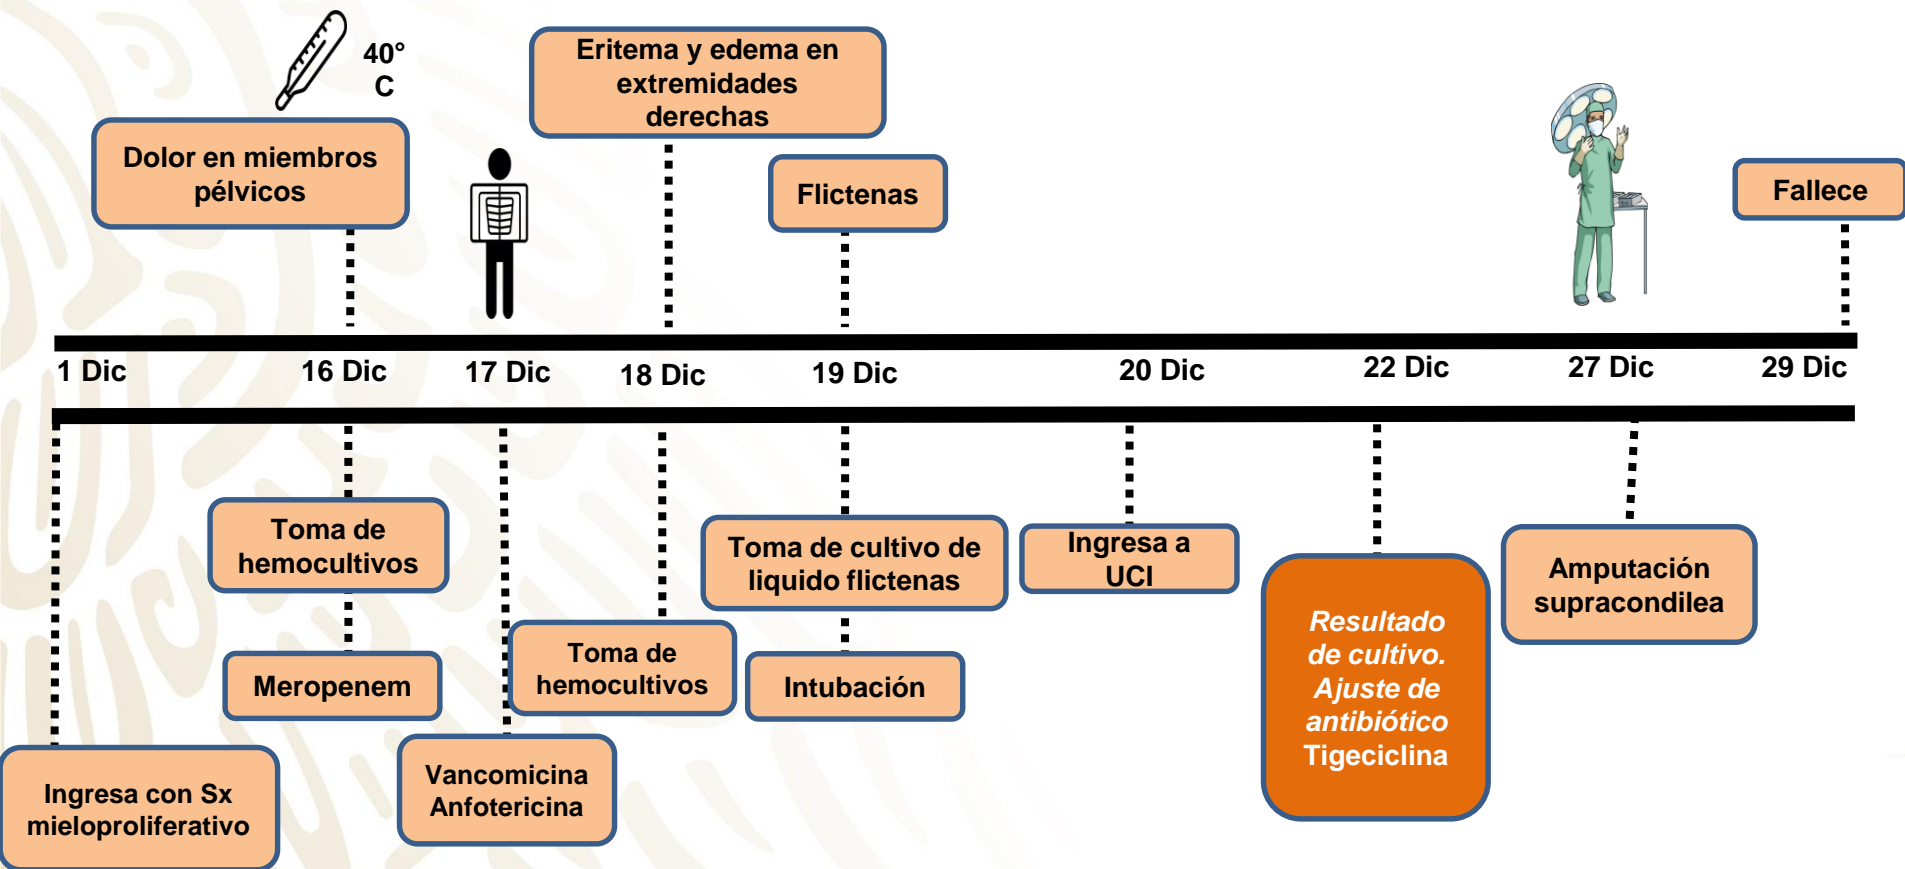 40°
C
Dolor en miembros
pélvicos
Eritema y edema en
extremidades
derechas
Flictenas
Fallece
1 Dic
16 Dic
17 Dic
18 Dic
19 Dic
20 Dic
22 Dic
27 Dic
29 Dic
Toma de
hemocultivos
Meropenem
Ingresa con Sx
mieloproliferativo
Vancomicina
Anfotericina
Toma de
hemocultivos
Toma de cultivo de
liquido flictenas
Intubación
Ingresa a
UCI
Resultado
de cultivo.
Ajuste de
antibiótico
Tigeciclina
Amputación
supracondilea